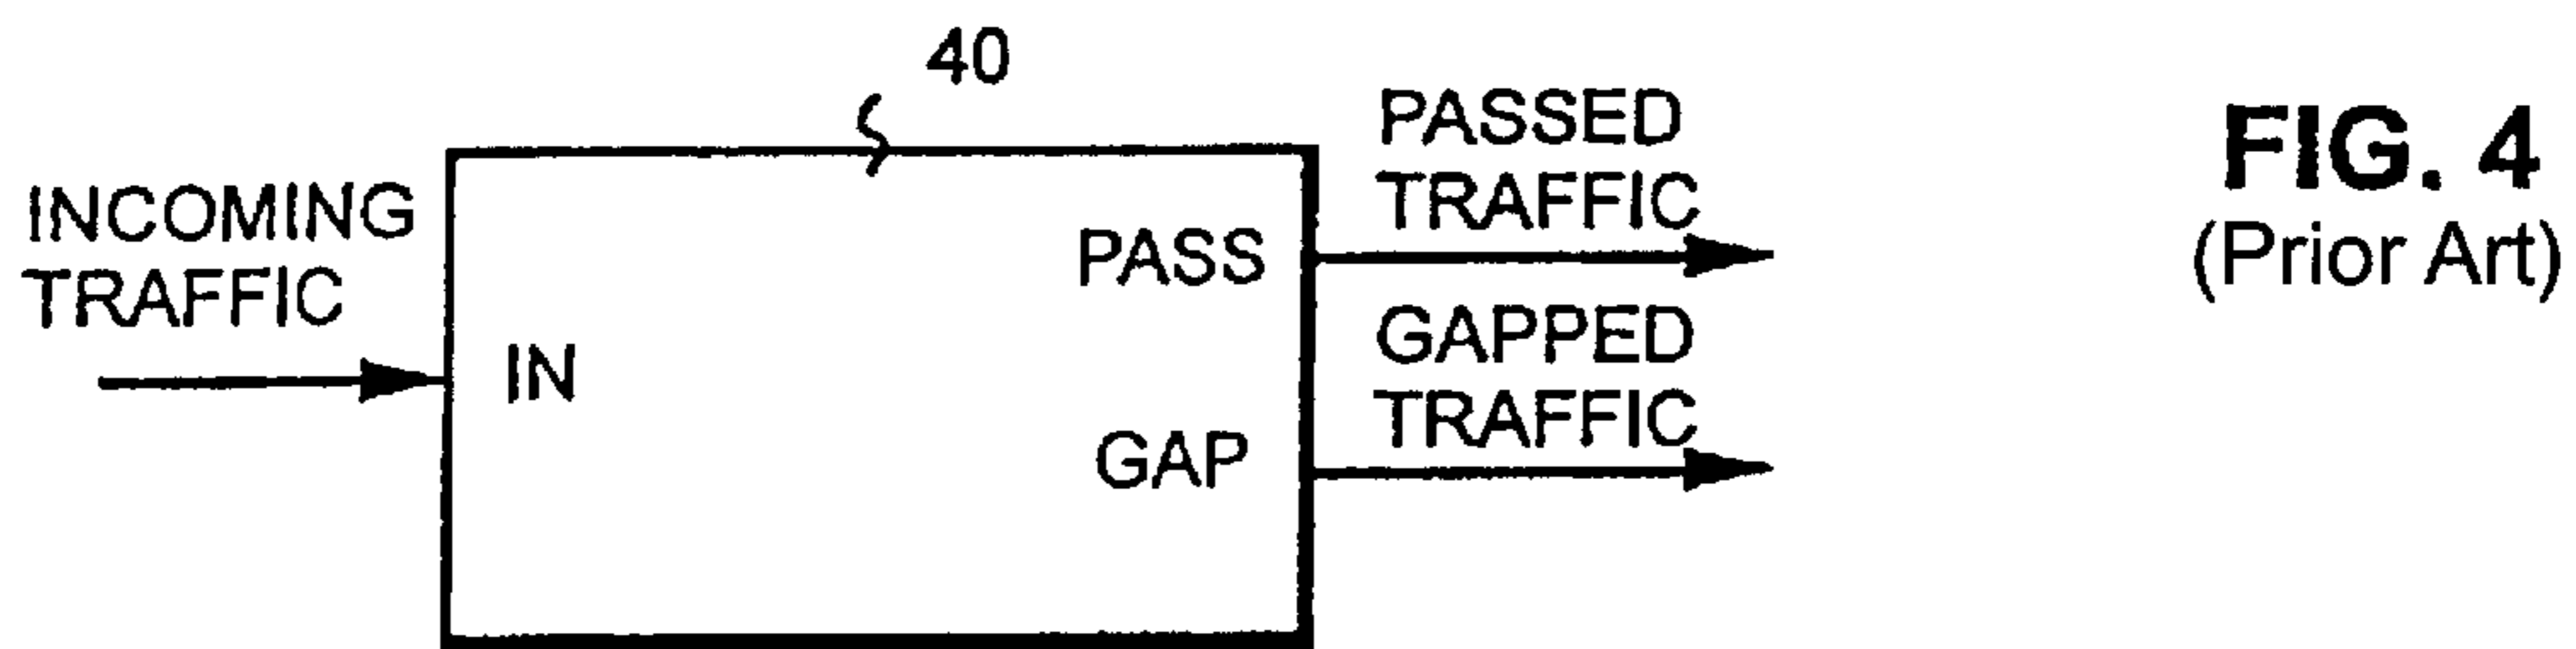 40
INCOMING
TRAFFIC
IN
PASS
GAP
PASSED
TRAFFIC
GAPPED
TRAFFIC
FIG. 4
(Prior Art)